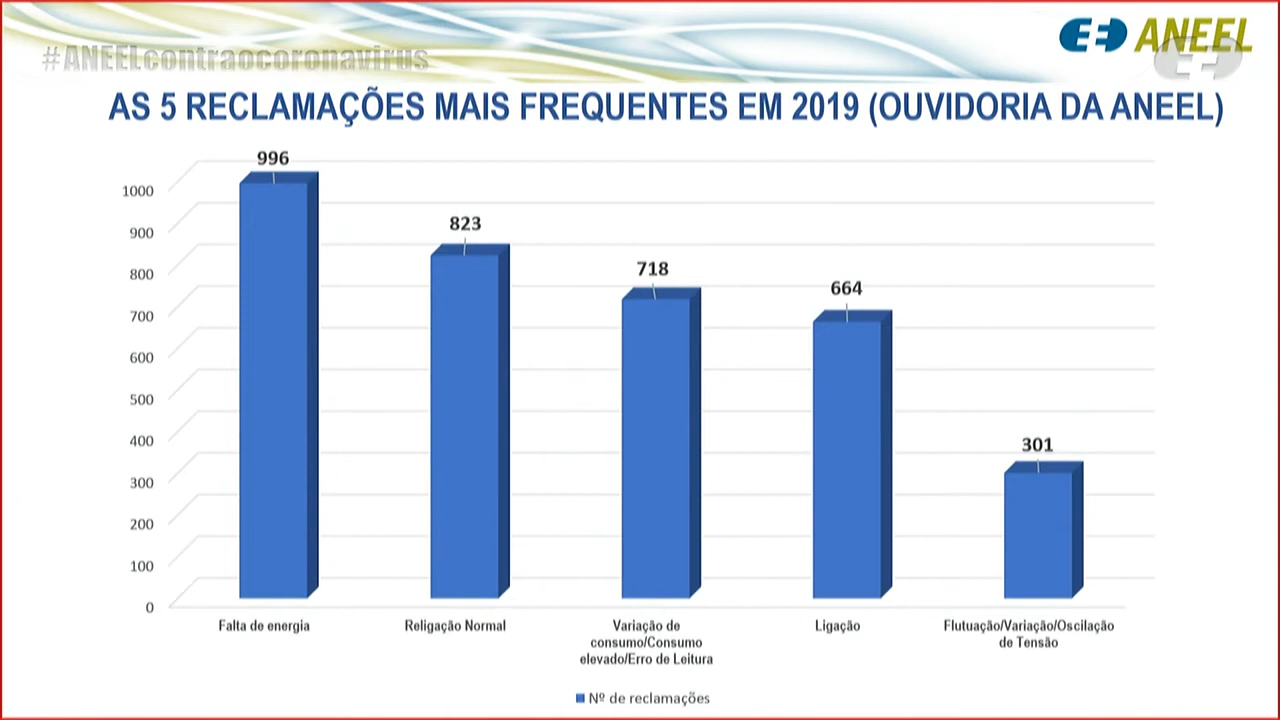 ANEEL
#ANEELcontraocoronavirus
AS 5 RECLAMAÇÕES MAIS FREQUENTES EM 2019 (OUVIDORIA DA ANEEL)
996
823
718
664
301
1000
900
800
700
600
500
400
300
200
100
0
Falta de energia
Religação Normal
Variação de
consumo/Consumo
elevado/Erro de Leitura
Ligação
Flutuação/Variação/Oscilação
de Tensão
Nº de reclamações